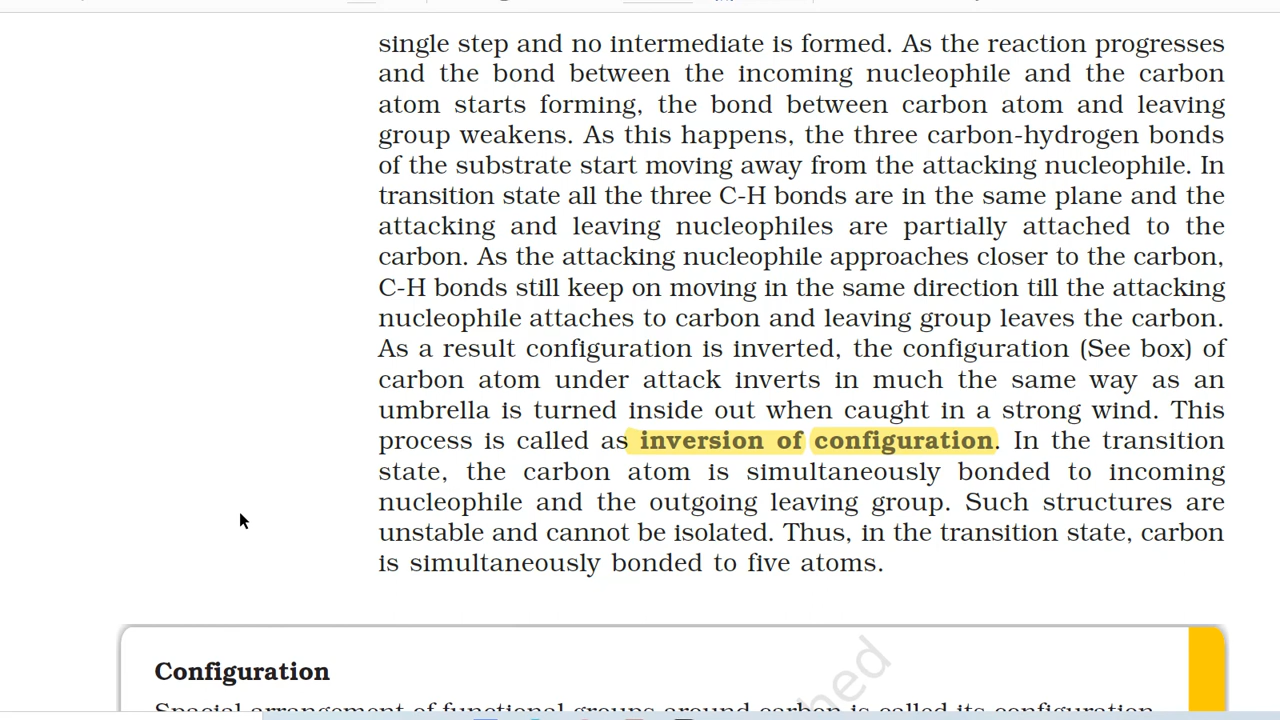 single step and no intermediate is formed. As the reaction progresses
and the bond between the incoming nucleophile and the carbon
atom starts forming, the bond between carbon atom and leaving
group weakens. As this happens, the three carbon-hydrogen bonds
of the substrate start moving away from the attacking nucleophile. In
transition state all the three C-H bonds are in the same plane and the
attacking and leaving nucleophiles are partially attached to the
carbon. As the attacking nucleophile approaches closer to the carbon,
C-H bonds still keep on moving in the same direction till the attacking
nucleophile attaches to carbon and leaving group leaves the carbon.
As a result configuration is inverted, the configuration (See box) of
carbon atom under attack inverts in much the same way as an
umbrella is turned inside out when caught in a strong wind. This
process is called as inversion of configuration. In the transition
state, the carbon atom is simultaneously bonded to incoming
nucleophile and the outgoing leaving group. Such structures are
unstable and cannot be isolated. Thus, in the transition state, carbon
is simultaneously bonded to five atoms.
Configuration
Spacial arrangement of functional groups around carbon is called its configuration.
hed